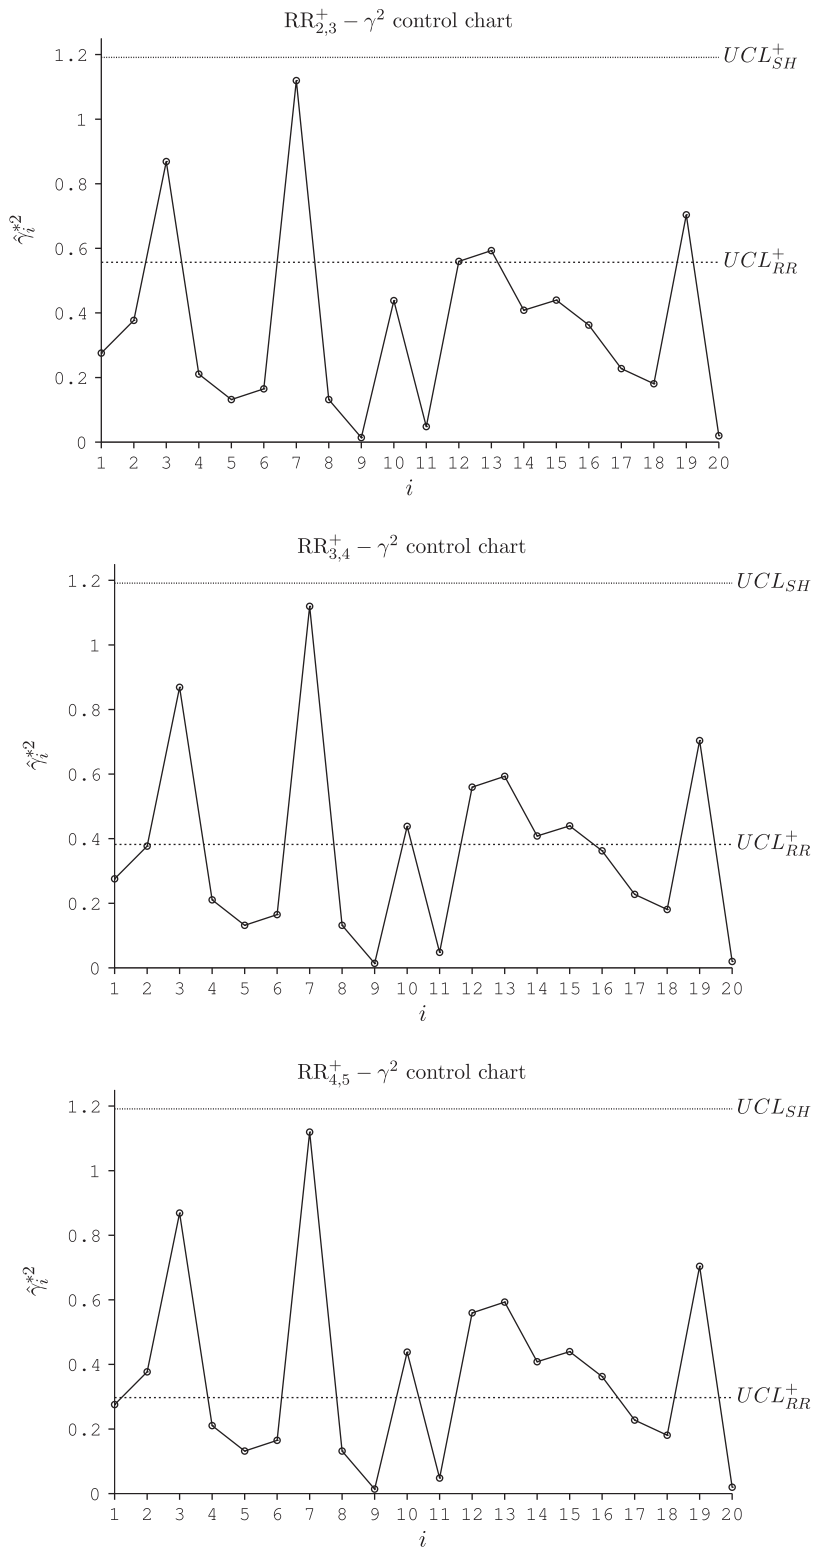 RR⁺₂,₃ − γ² control chart
1.2
UCL⁺SH
1
0.8
γ̂ᵢ*²
0.6
UCL⁺RR
0.4
0.2
0
1 2 3 4 5 6 7 8 9 10 11 12 13 14 15 16 17 18 19 20
i
RR⁺₃,₄ − γ² control chart
1.2
UCLSH
1
0.8
γ̂ᵢ*²
0.6
0.4
UCL⁺RR
0.2
0
1 2 3 4 5 6 7 8 9 10 11 12 13 14 15 16 17 18 19 20
i
RR⁺₄,₅ − γ² control chart
1.2
UCLSH
1
0.8
γ̂ᵢ*²
0.6
0.4
UCL⁺RR
0.2
0
1 2 3 4 5 6 7 8 9 10 11 12 13 14 15 16 17 18 19 20
i